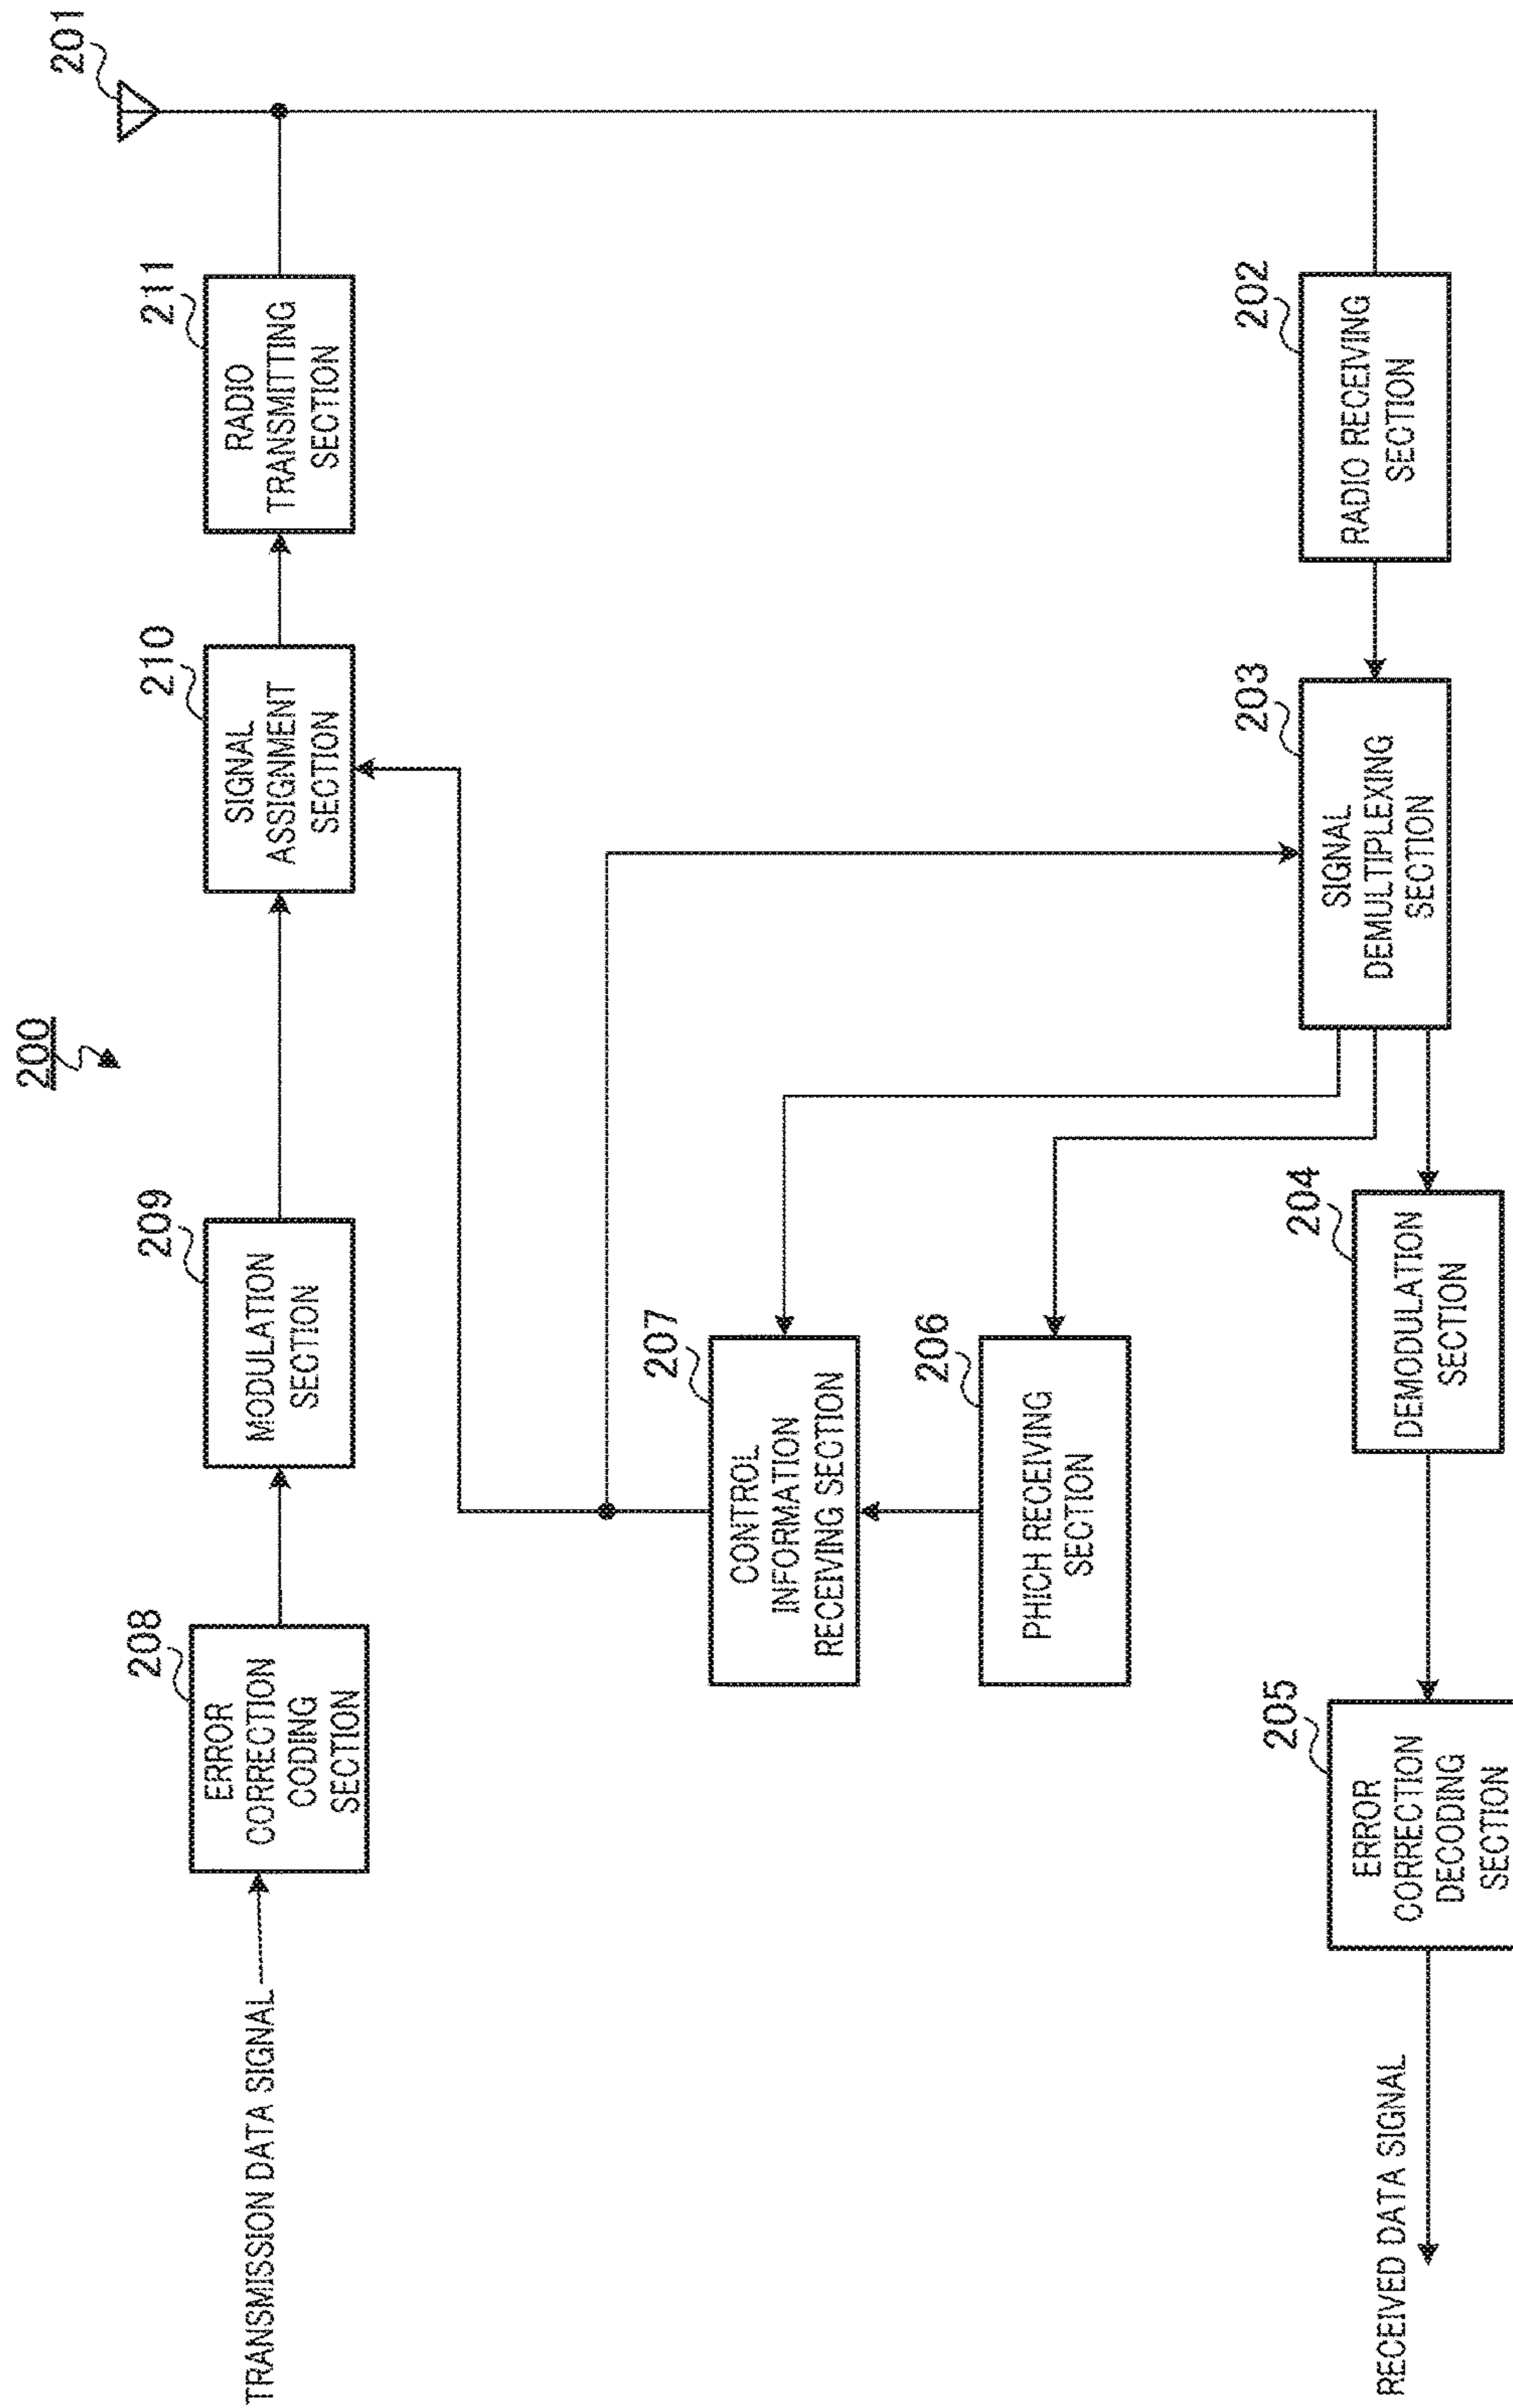 200
201
TRANSMISSION DATA SIGNAL
208
ERROR
CORRECTION
CODING
SECTION
209
MODULATION
SECTION
210
SIGNAL
ASSIGNMENT
SECTION
211
RADIO
TRANSMITTING
SECTION
207
CONTROL
INFORMATION
RECEIVING SECTION
206
PHICH RECEIVING
SECTION
RECEIVED DATA SIGNAL
205
ERROR
CORRECTION
DECODING
SECTION
204
DEMODULATION
SECTION
203
SIGNAL
DEMULTIPLEXING
SECTION
202
RADIO RECEIVING
SECTION